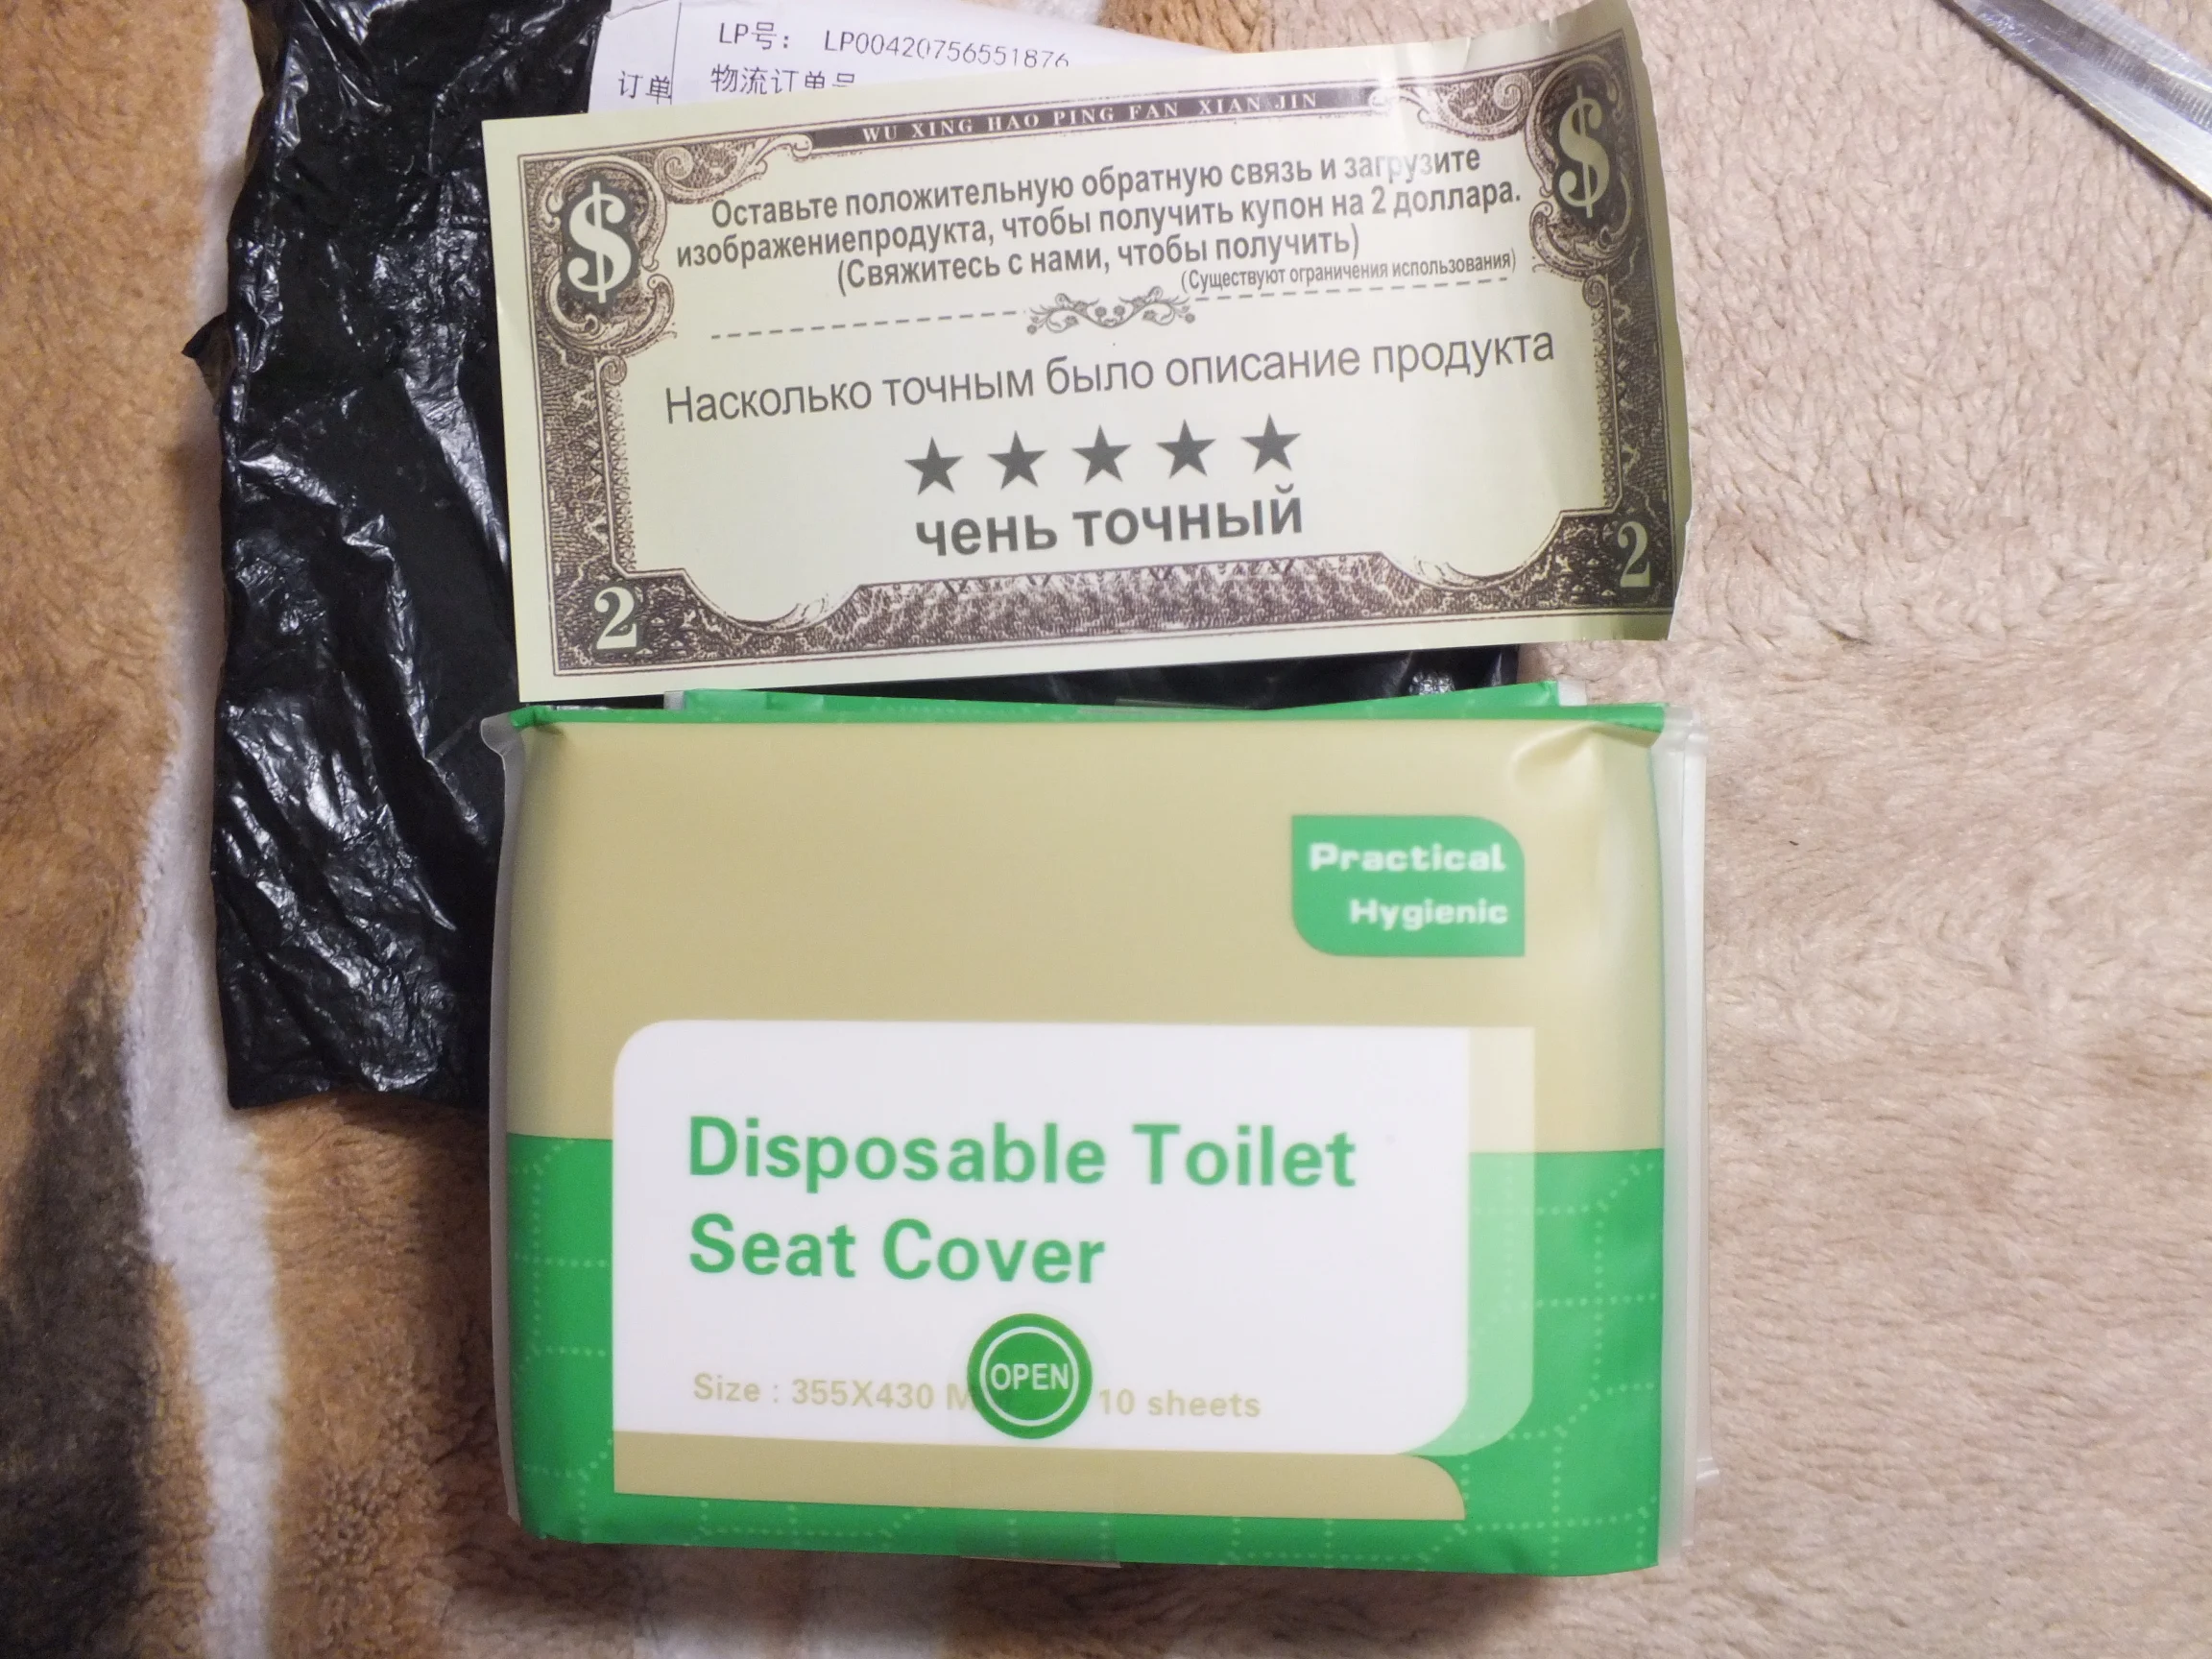 LP号： LP00420756551876
订单
物流订单号
WU XING HAO PING FAN XIAN JIN
$
$
Оставьте положительную обратную связь и загрузите
изображениепродукта, чтобы получить купон на 2 доллара.
(Свяжитесь с нами, чтобы получить)
(Существуют ограничения использования)
Насколько точным было описание продукта
★ ★ ★ ★ ★
чень точный
2
2
Practical
Hygienic
Disposable Toilet
Seat Cover
Size : 355X430 10 sheets
OPEN